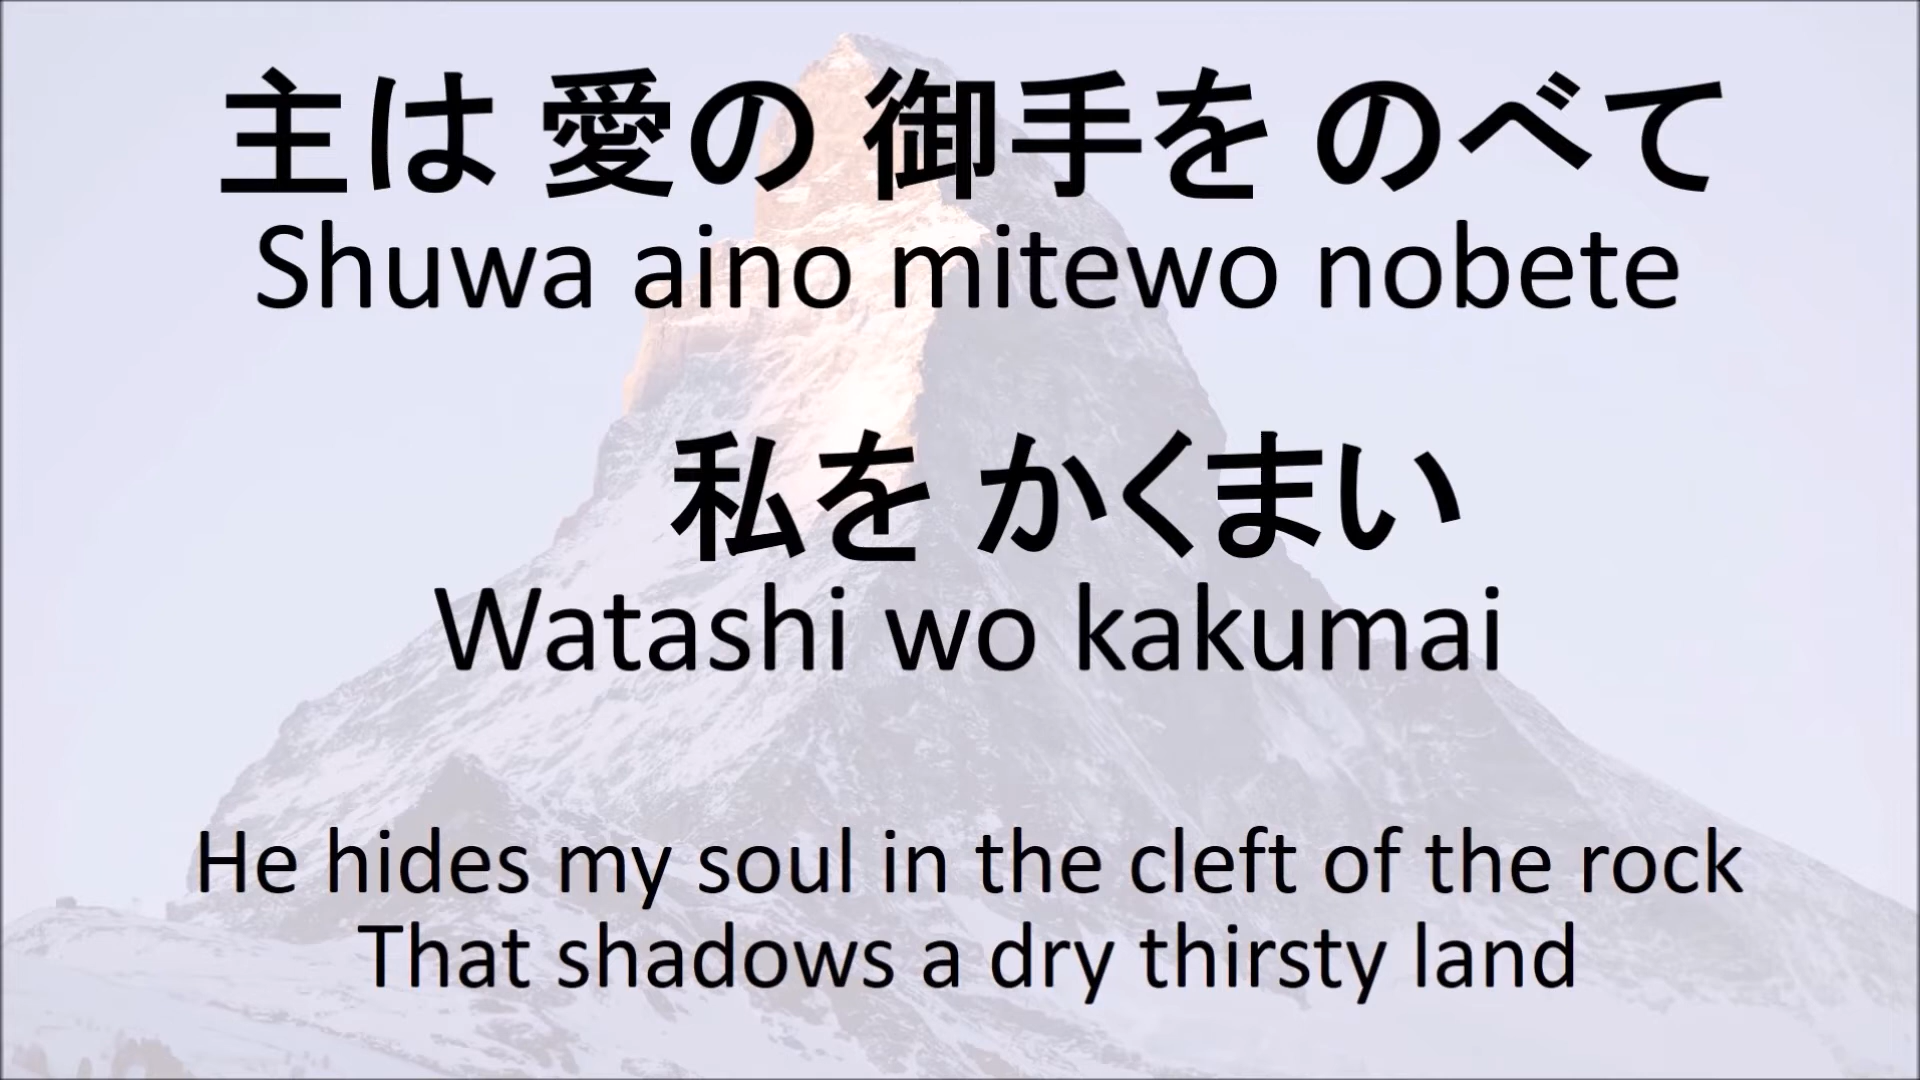 主は 愛の 御手を のべて
Shuwa aino mitewo nobete
私を かくまい
Watashi wo kakumai
He hides my soul in the cleft of the rock
That shadows a dry thirsty land